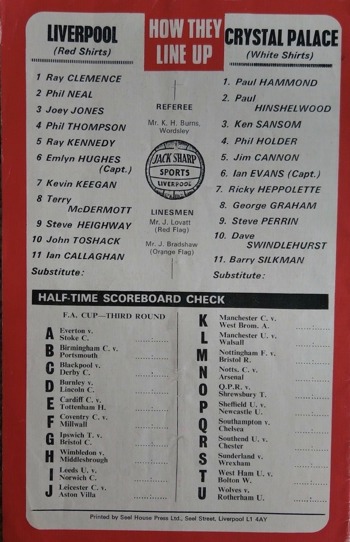 LIVERPOOL
(Red Shirts)
HOW THEY
LINE UP
CRYSTAL PALACE
(White Shirts)
1 Ray CLEMENCE
2 Phil NEAL
3 Joey JONES
4 Phil THOMPSON
5 Ray KENNEDY
6 Emlyn HUGHES
(Capt.)
7 Kevin KEEGAN
8 Terry
McDERMOTT
9 Steve HEIGHWAY
10 John TOSHACK
11 Ian CALLAGHAN
Substitute:
REFEREE
Mr. K. H. Burns,
Wordsley
JACK SHARP
SPORTS
LIVERPOOL
LINESMEN
Mr. J. Lovatt
(Red Flag)
Mr. J. Bradshaw
(Orange Flag)
1. Paul HAMMOND
2. Paul
HINSHELWOOD
3. Ken SANSOM
4. Phil HOLDER
5. Jim CANNON
6. Ian EVANS (Capt.)
7. Ricky HEPPOLETTE
8. George GRAHAM
9. Steve PERRIN
10. Dave
SWINDLEHURST
11. Barry SILKMAN
Substitute:
HALF-TIME SCOREBOARD CHECK
F.A. CUP—THIRD ROUND
A Everton v.
Stoke C.
B Birmingham C. v.
Portsmouth
C Blackpool v.
Derby C.
D Burnley v.
Lincoln C.
E Cardiff C. v.
Tottenham H.
F Coventry C. v.
Millwall
G Ipswich T. v.
Bristol C.
H Wimbledon v.
Middlesbrough
I Leeds U. v.
Norwich C.
J Leicester C. v.
Aston Villa
K Manchester C. v.
West Brom. A.
L Manchester U. v.
Walsall
M Nottingham F. v.
Bristol R.
N Notts. C. v.
Arsenal
O Q.P.R. v.
Shrewsbury T.
P Sheffield U. v.
Newcastle U.
Q Southampton v.
Chelsea
R Southend U. v.
Chester
S Sunderland v.
Wrexham
T West Ham U. v.
Bolton W.
U Wolves v.
Rotherham U.
Printed by Seel House Press Ltd., Seel Street, Liverpool L1 4AY